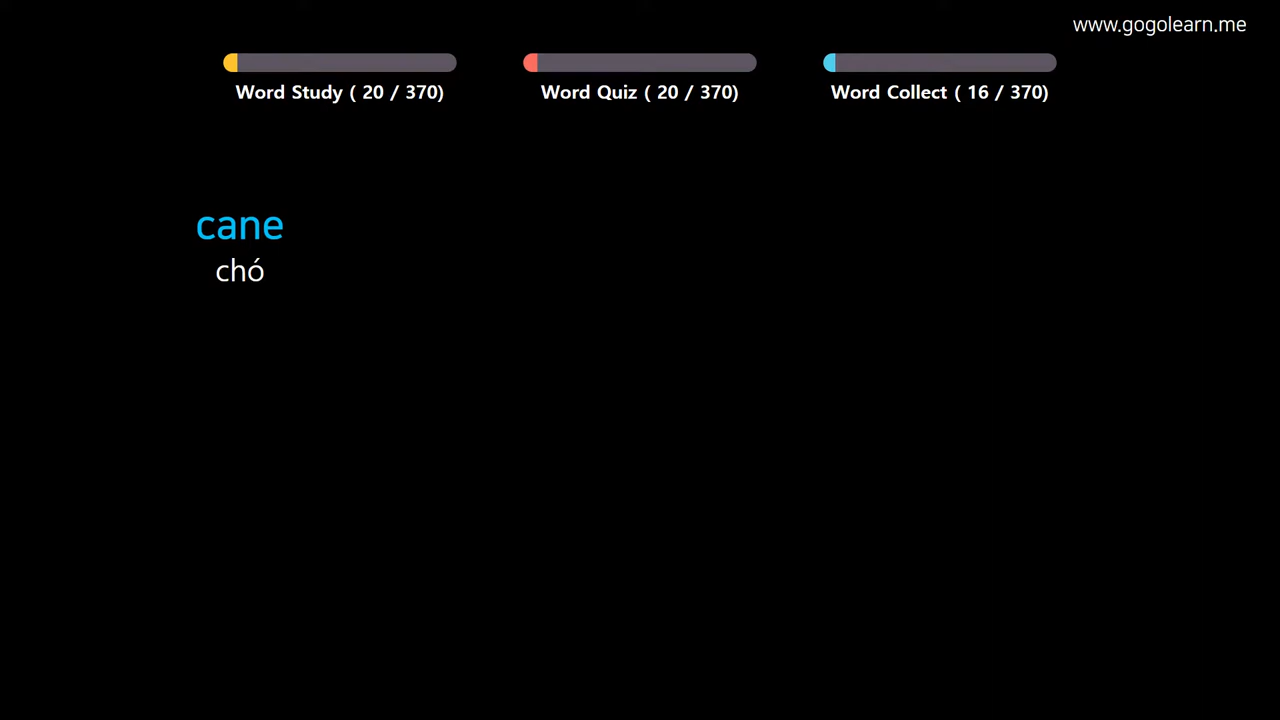 www.gogolearn.me
Word Study ( 20 / 370)
Word Quiz ( 20 / 370)
Word Collect ( 16 / 370)
cane
chó